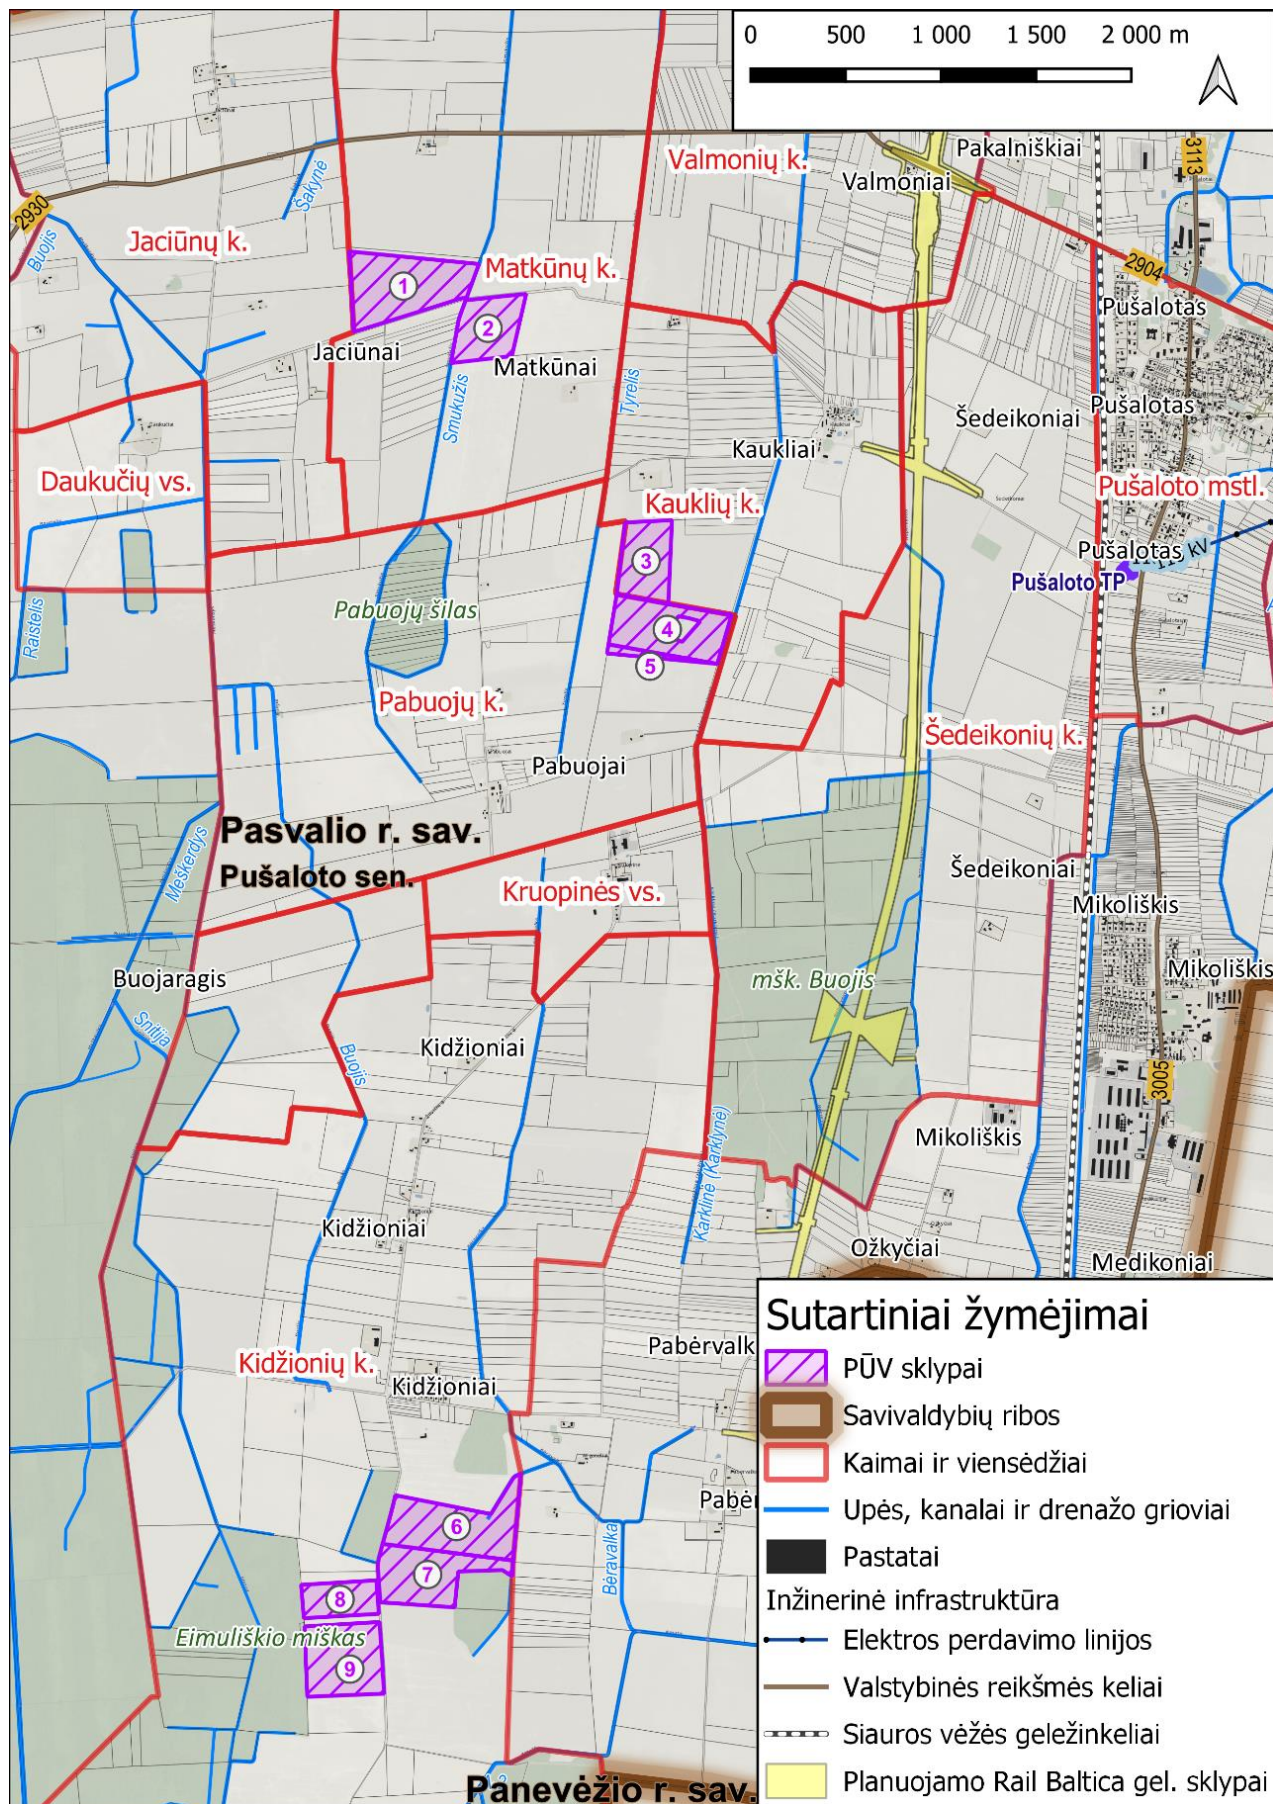 0 500 1 000 1 500 2 000 m
Pakalniškiai
3113
Valmonių k.
Valmoniai
Šakynė
2930
Buojis
Jaciūnų k.
Matkūnų k.
2904
1
2
Pušalotas
Jaciūnai
Matkūnai
Smukužis
Tyrelis
Šedeikoniai
Pušalotas
Kaukliai
Daukučių vs.
Kauklių k.
Pušaloto mstl.
Pušalotas
kV
Pušaloto TP
3
Pabuojų šilas
4
5
Raistelis
Pabuojų k.
Šedeikonių k.
Pabuojai
Pasvalio r. sav.
Pušaloto sen.
Meškerdys
Kruopinės vs.
Šedeikoniai
Mikoliškis
Mikoliškis
Buojaragis
mšk. Buojis
Snitija
Buojis
Kidžioniai
3005
Mikoliškis
Karklinė (Karklynė)
Kidžioniai
Ožkyčiai
Medikoniai
Pabėrvalk
Kidžionių k.
Kidžioniai
Pabėr
6
7
Bėravalka
8
Eimuliškio miškas
9
Panevėžio r. sav.
Sutartiniai žymėjimai
PŪV sklypai
Savivaldybių ribos
Kaimai ir viensėdžiai
Upės, kanalai ir drenažo grioviai
Pastatai
Inžinerinė infrastruktūra
Elektros perdavimo linijos
Valstybinės reikšmės keliai
Siauros vėžės geležinkeliai
Planuojamo Rail Baltica gel. sklypai